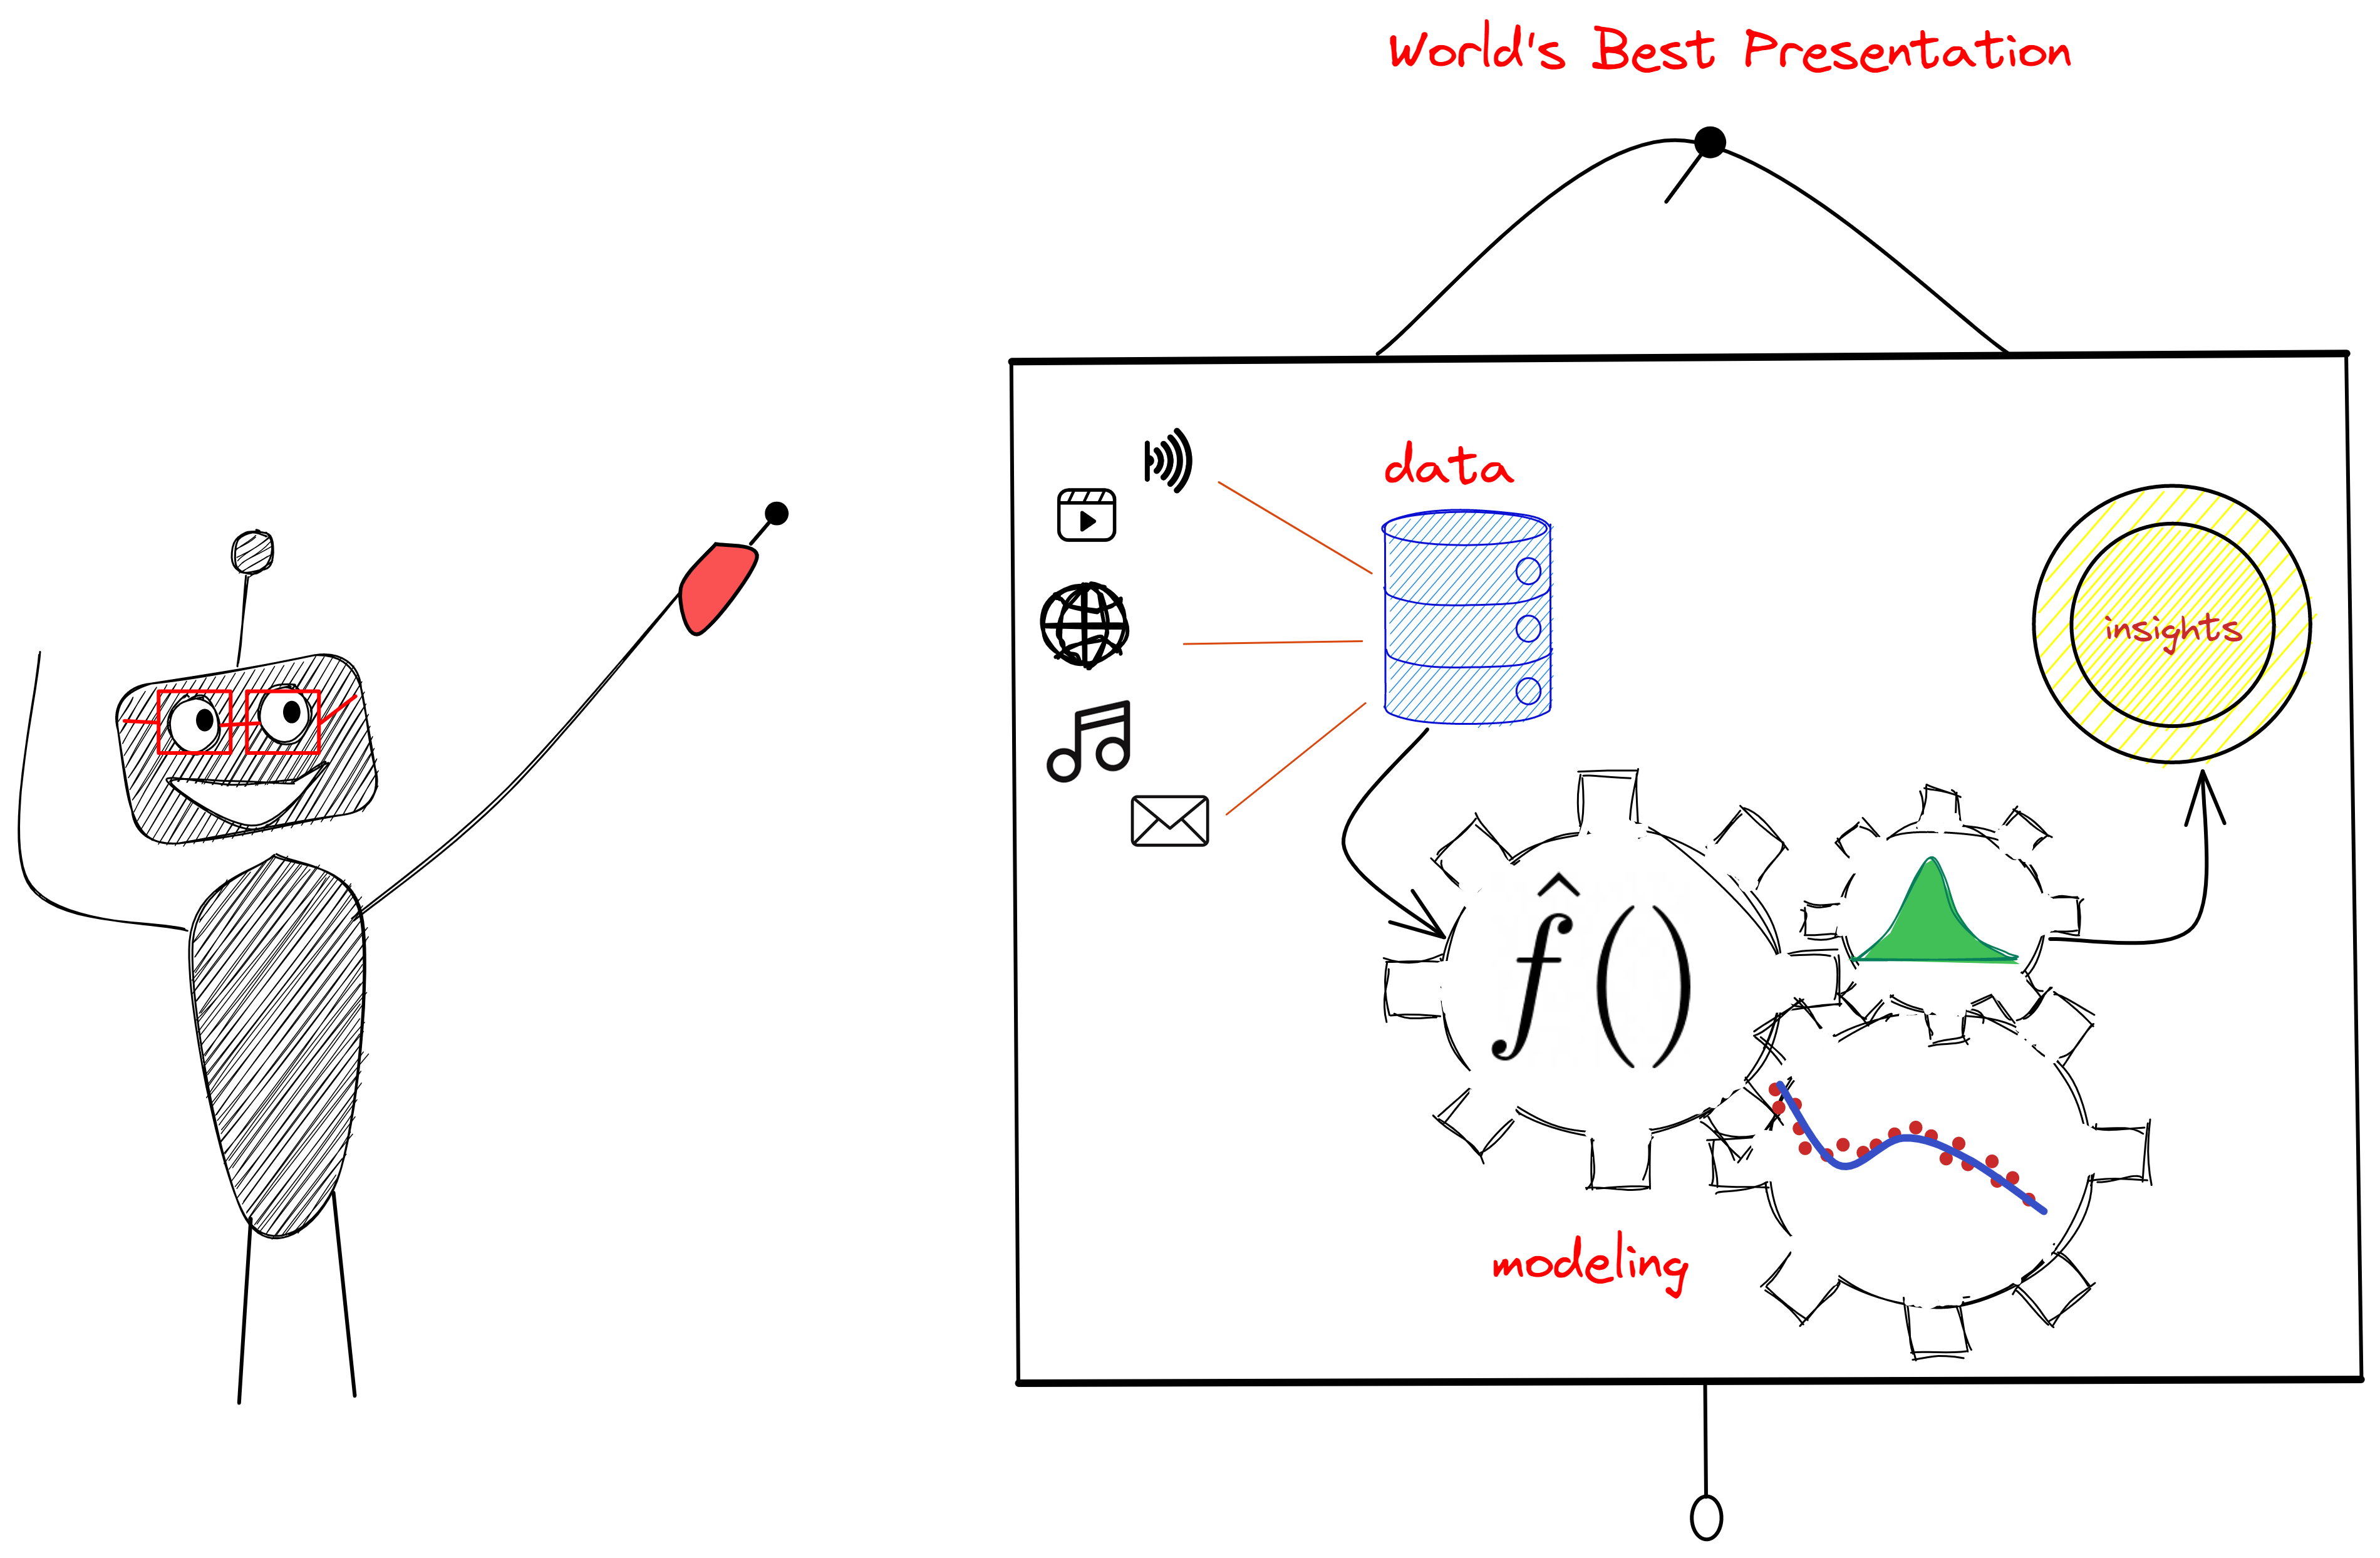 World's Best Presentation
data
insights
f̂()
modeling